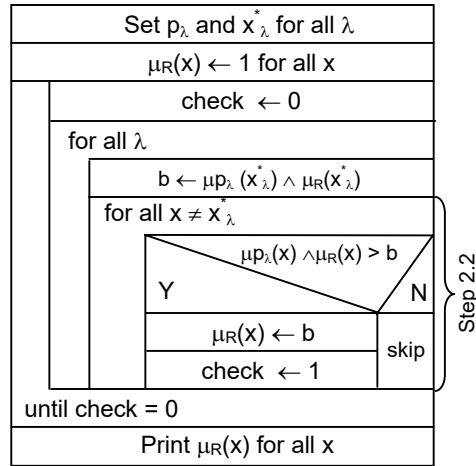 Set pλ and x*λ for all λ
μR(x) ← 1 for all x
check ← 0
for all λ
b ← μpλ (x*λ) ∧ μR(x*λ)
for all x ≠ x*λ
μpλ(x) ∧μR(x) > b
Y
N
μR(x) ← b
skip
check ← 1
Step 2.2
until check = 0
Print μR(x) for all x